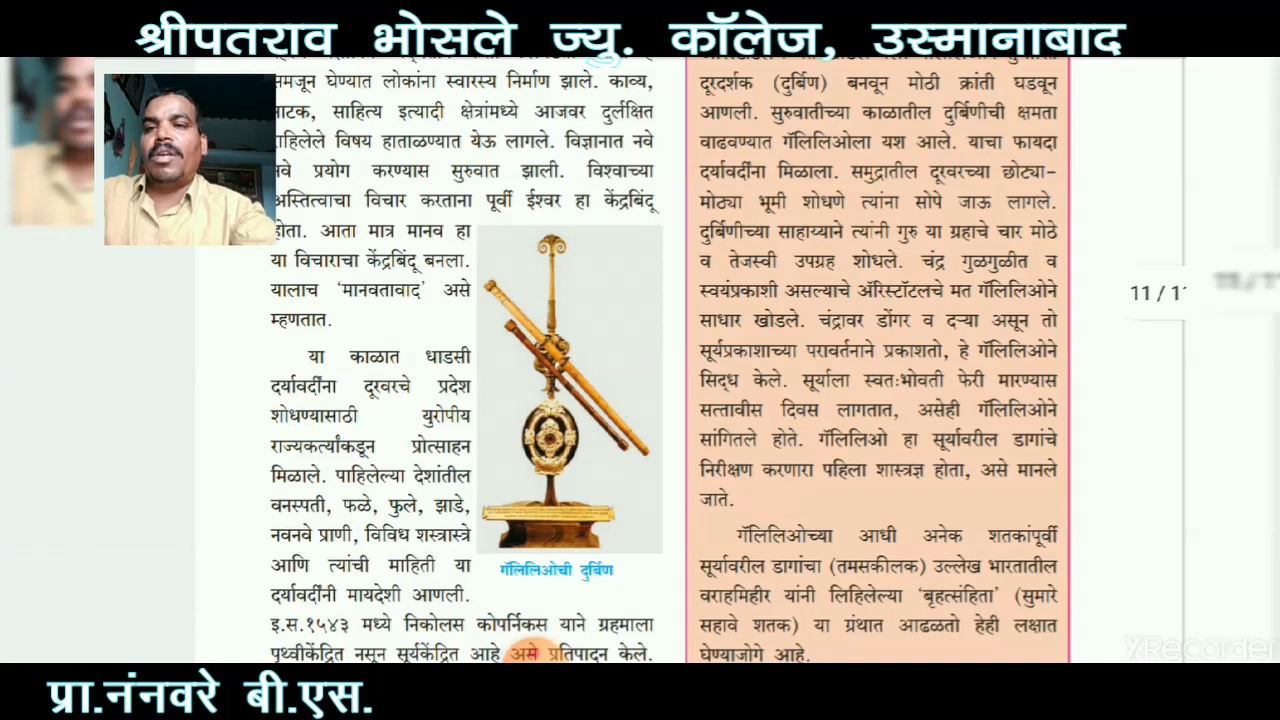 श्रीपतराव भोसले ज्यु. कॉलेज, उस्मानाबाद
समजून घेण्यात लोकांना स्वारस्य निर्माण झाले. काव्य,
साहित्य इत्यादी क्षेत्रांमध्ये आजवर दुर्लक्षित
विषय हाताळण्यात येऊ लागले. विज्ञानात नवे
प्रयोग करण्यास सुरुवात झाली. विश्वाच्या
अस्तित्वाचा विचार करताना पूर्वी ईश्वर हा केंद्रबिंदू
होता. आता मात्र मानव हा
या विचाराचा केंद्रबिंदू बनला.
यालाच ‘मानवतावाद’ असे
म्हणतात.
या काळात धाडसी
दर्यावर्दींना दूरवरचे प्रदेश
शोधण्यासाठी युरोपीय
राज्यकर्त्यांकडून प्रोत्साहन
मिळाले. पाहिलेल्या देशांतील
वनस्पती, फळे, फुले, झाडे,
नवनवे प्राणी, विविध शस्त्रास्त्रे
आणि त्यांची माहिती या
दर्यावर्दींनी मायदेशी आणली.
इ.स.१५४३ मध्ये निकोलस कोपर्निकस याने ग्रहमाला
पृथ्वीकेंद्रित नसून सूर्यकेंद्रित आहे असे प्रतिपादन केले.
गॅलिलिओची दुर्बिण
दूरदर्शक (दुर्बिण) बनवून मोठी क्रांती घडवून
आणली. सुरुवातीच्या काळातील दुर्बिणीची क्षमता
वाढवण्यात गॅलिलिओला यश आले. याचा फायदा
दर्यावर्दींना मिळाला. समुद्रातील दूरवरच्या छोट्या-
मोठ्या भूमी शोधणे त्यांना सोपे जाऊ लागले.
दुर्बिणीच्या साहाय्याने त्यांनी गुरु या ग्रहाचे चार मोठे
व तेजस्वी उपग्रह शोधले. चंद्र गुळगुळीत व
स्वयंप्रकाशी असल्याचे ॲरिस्टॉटलचे मत गॅलिलिओने
साधार खोडले. चंद्रावर डोंगर व दऱ्या असून तो
सूर्यप्रकाशाच्या परावर्तनाने प्रकाशतो, हे गॅलिलिओने
सिद्ध केले. सूर्याला स्वतःभोवती फेरी मारण्यास
सत्तावीस दिवस लागतात, असेही गॅलिलिओने
सांगितले होते. गॅलिलिओ हा सूर्यावरील डागांचे
निरीक्षण करणारा पहिला शास्त्रज्ञ होता, असे मानले
जाते.
गॅलिलिओच्या आधी अनेक शतकांपूर्वी
सूर्यावरील डागांचा (तमसकीलक) उल्लेख भारतातील
वराहमिहीर यांनी लिहिलेल्या ‘बृहत्संहिता’ (सुमारे
सहावे शतक) या ग्रंथात आढळतो हेही लक्षात
घेण्याजोगे आहे.
11 / 11
XRecorder
प्रा.नंनवरे बी.एस.